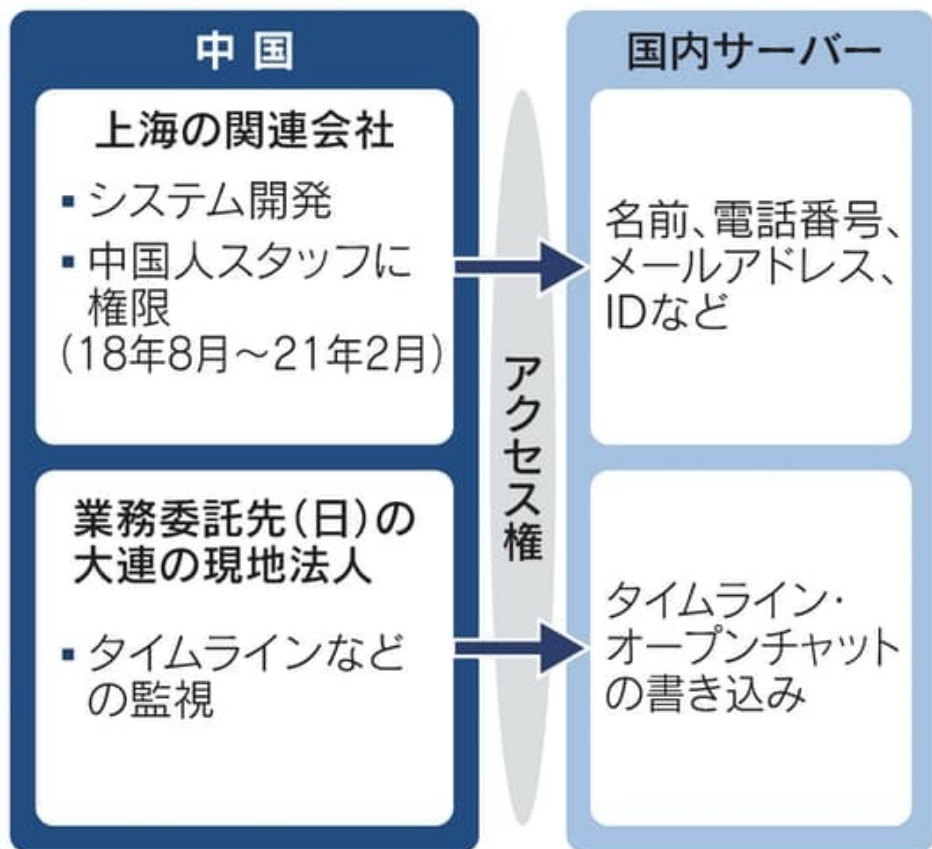 中国
上海の関連会社
▪ システム開発
▪ 中国人スタッフに
権限
(18年8月～21年2月)
業務委託先(日)の
大連の現地法人
▪ タイムラインなど
の監視
アクセス権
国内サーバー
名前、電話番号、
メールアドレス、
IDなど
タイムライン・
オープンチャット
の書き込み